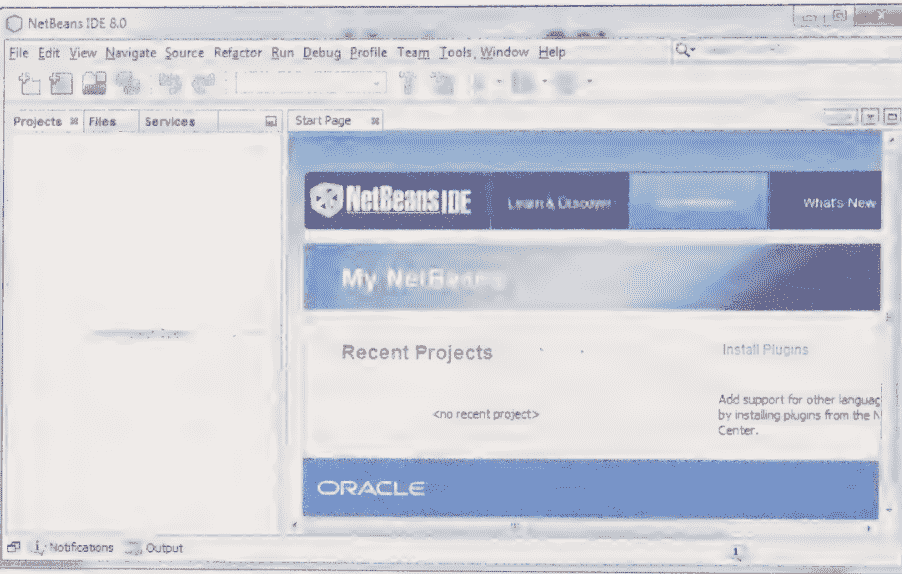 NetBeans IDE 8.0
File Edit View Navigate Source Refactor Run Debug Profile Team Tools Window Help
Projects Files Services
Start Page
NetBeans IDE
Learn & Discover
What's New
My NetBeans
Recent Projects
Install Plugins
<no recent project>
Add support for other languag
by installing plugins from the N
Center.
ORACLE
Notifications Output